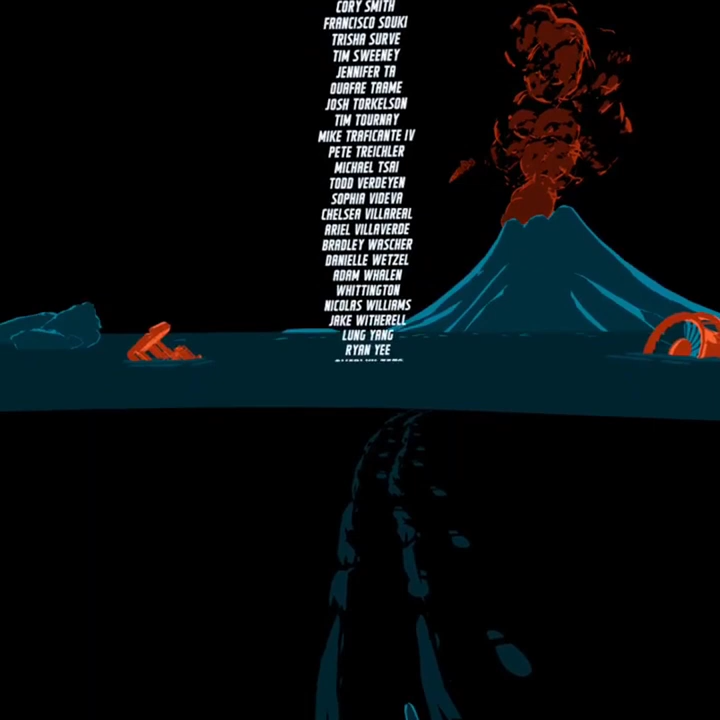 CORY SMITH
FRANCISCO SOUKI
TRISHA SURVE
TIM SWEENEY
JENNIFER TA
OUAFAE TAAME
JOSH TORKELSON
TIM TOURNAY
MIKE TRAFICANTE IV
PETE TREICHLER
MICHAEL TSAI
TODD VERDEYEN
SOPHIA VIDEVA
CHELSEA VILLAREAL
ARIEL VILLAVERDE
BRADLEY WASCHER
DANIELLE WETZEL
ADAM WHALEN
WHITTINGTON
NICOLAS WILLIAMS
JAKE WITHERELL
LUNG YANG
RYAN YEE